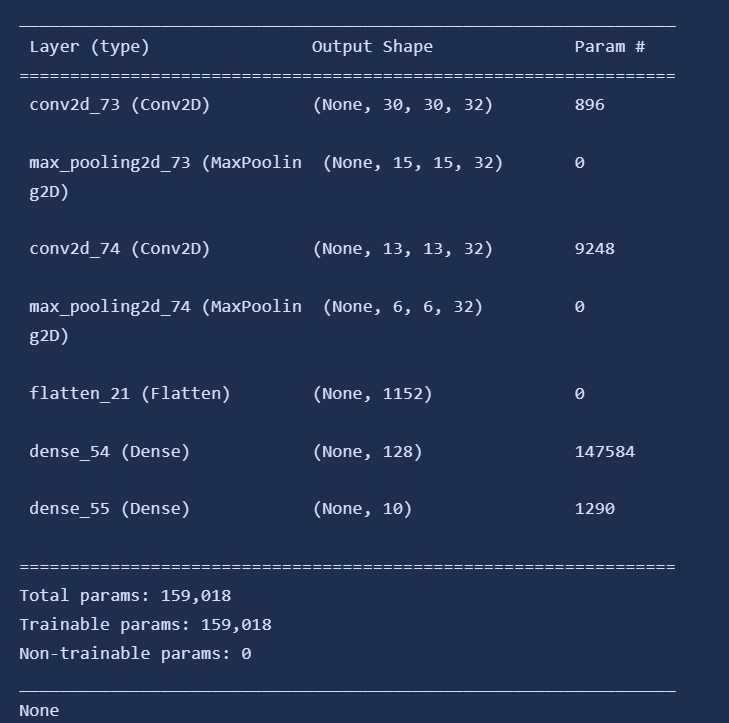 _________________________________________________________________
Layer (type)                Output Shape              Param #
=================================================================
conv2d_73 (Conv2D)          (None, 30, 30, 32)        896
max_pooling2d_73 (MaxPoolin  (None, 15, 15, 32)       0
g2D)
conv2d_74 (Conv2D)          (None, 13, 13, 32)        9248
max_pooling2d_74 (MaxPoolin  (None, 6, 6, 32)         0
g2D)
flatten_21 (Flatten)        (None, 1152)              0
dense_54 (Dense)            (None, 128)               147584
dense_55 (Dense)            (None, 10)                1290
=================================================================
Total params: 159,018
Trainable params: 159,018
Non-trainable params: 0
_________________________________________________________________
None